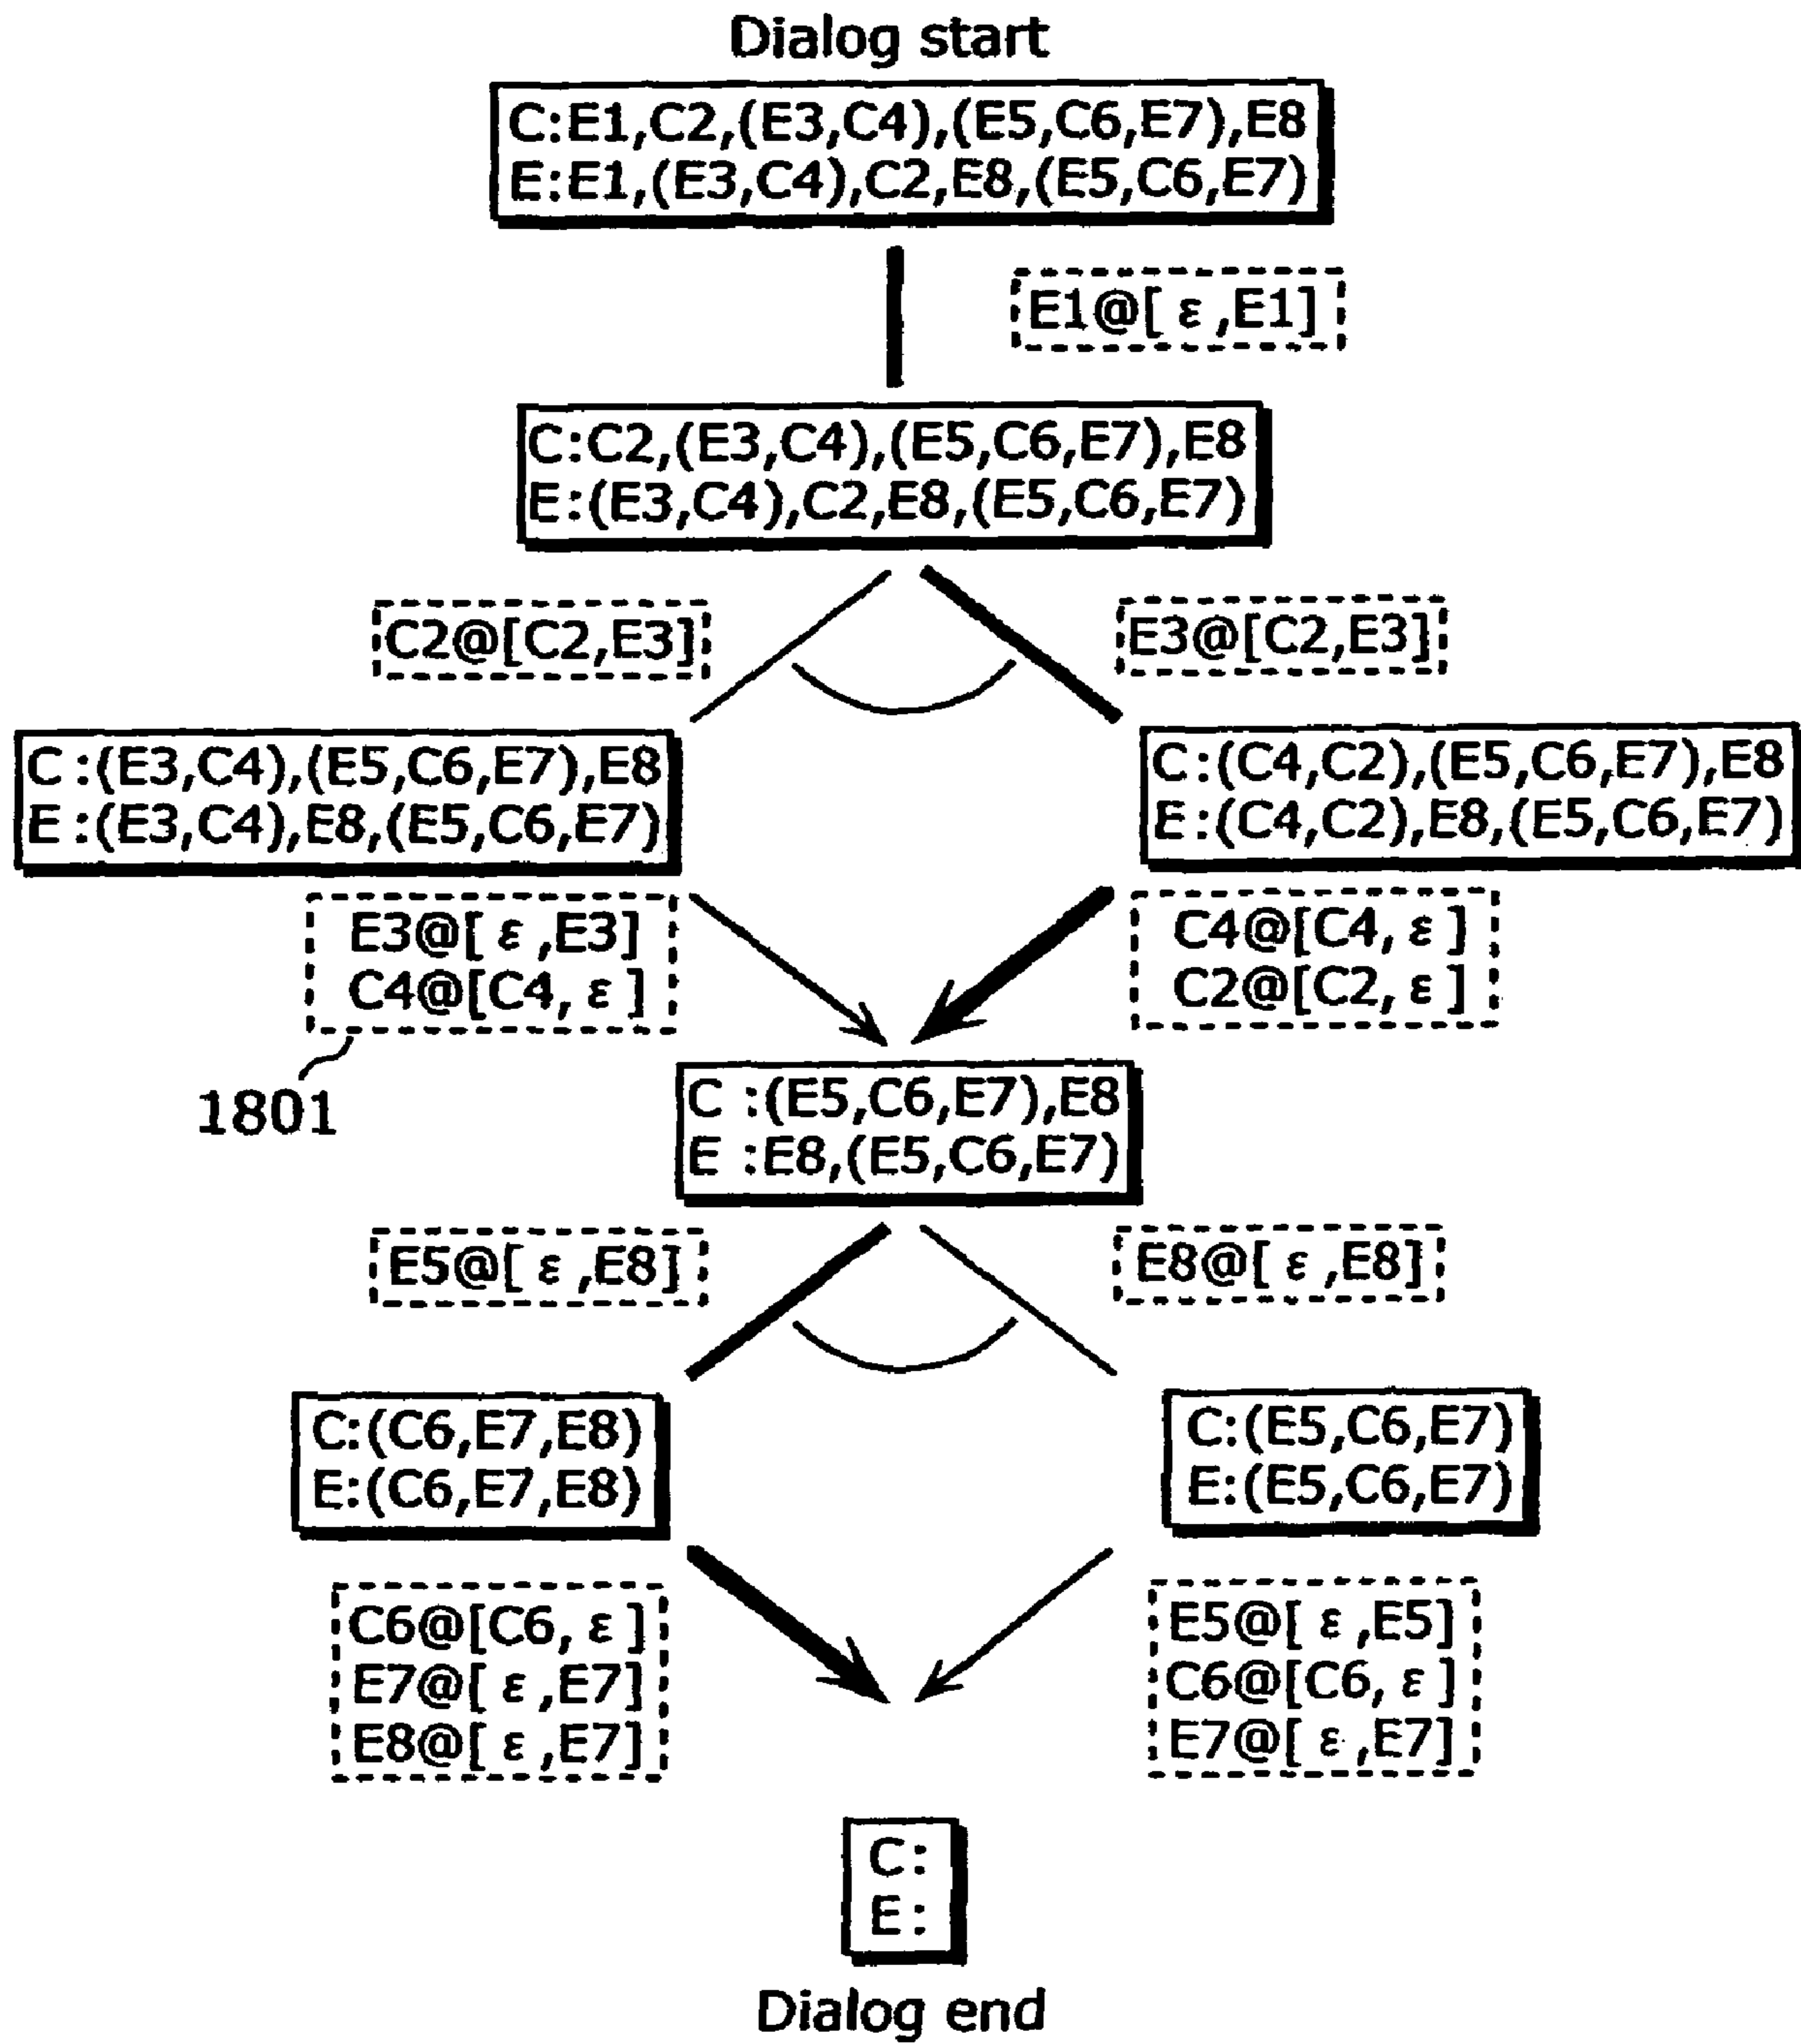 Dialog start
C:E1,C2,(E3,C4),(E5,C6,E7),E8
E:E1,(E3,C4),C2,E8,(E5,C6,E7)
E1@[ ε,E1]
C:C2,(E3,C4),(E5,C6,E7),E8
E:(E3,C4),C2,E8,(E5,C6,E7)
C2@[C2,E3]
E3@[C2,E3]
C:(E3,C4),(E5,C6,E7),E8
E:(E3,C4),E8,(E5,C6,E7)
C:(C4,C2),(E5,C6,E7),E8
E:(C4,C2),E8,(E5,C6,E7)
E3@[ ε,E3]
C4@[C4, ε]
C4@[C4, ε]
C2@[C2, ε]
1801
C :(E5,C6,E7),E8
E :E8,(E5,C6,E7)
E5@[ ε,E8]
E8@[ ε,E8]
C:(C6,E7,E8)
E:(C6,E7,E8)
C:(E5,C6,E7)
E:(E5,C6,E7)
C6@[C6, ε]
E7@[ ε,E7]
E8@[ ε,E7]
E5@[ ε,E5]
C6@[C6, ε]
E7@[ ε,E7]
C:
E:
Dialog end